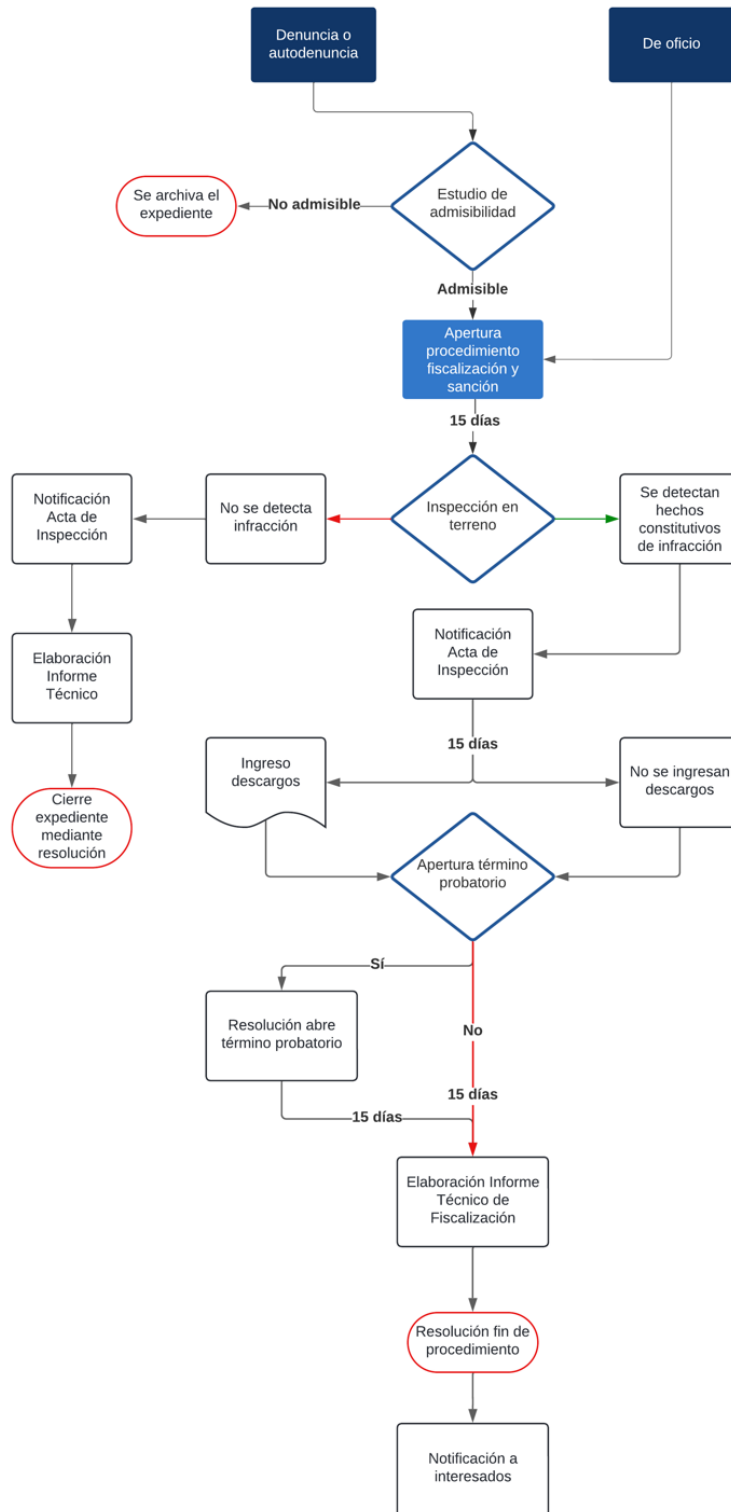 Denuncia o
autodenuncia
De oficio
Estudio de
admisibilidad
No admisible
Se archiva el
expediente
Admisible
Apertura
procedimiento
fiscalización y
sanción
15 días
Inspección en
terreno
No se detecta
infracción
Notificación
Acta de
Inspección
Se detectan
hechos
constitutivos
de infracción
Elaboración
Informe
Técnico
Cierre
expediente
mediante
resolución
Notificación
Acta de
Inspección
15 días
Ingreso
descargos
No se ingresan
descargos
Apertura término
probatorio
Sí
Resolución abre
término probatorio
No
15 días
15 días
Elaboración Informe
Técnico de
Fiscalización
Resolución fin de
procedimiento
Notificación a
interesados